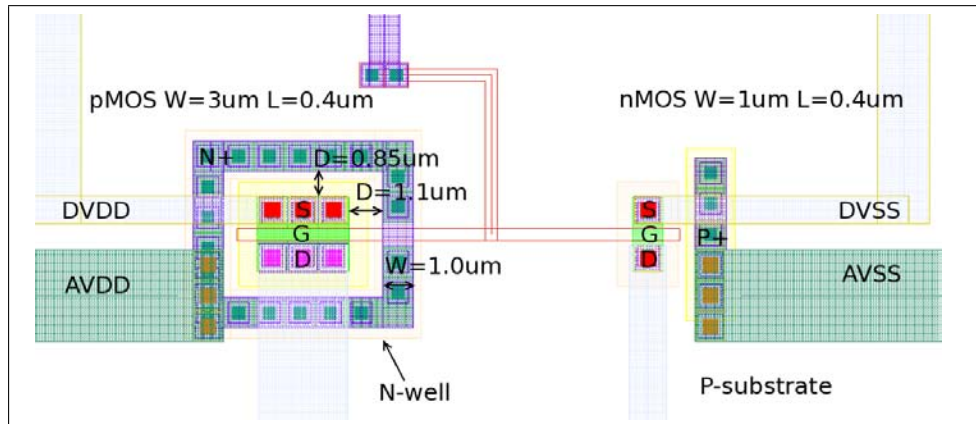 pMOS W=3um L=0.4um
nMOS W=1um L=0.4um
N+
D=0.85um
D=1.1um
DVDD
S
S
DVSS
G
G
P+
D
D
W=1.0um
AVDD
AVSS
N-well
P-substrate